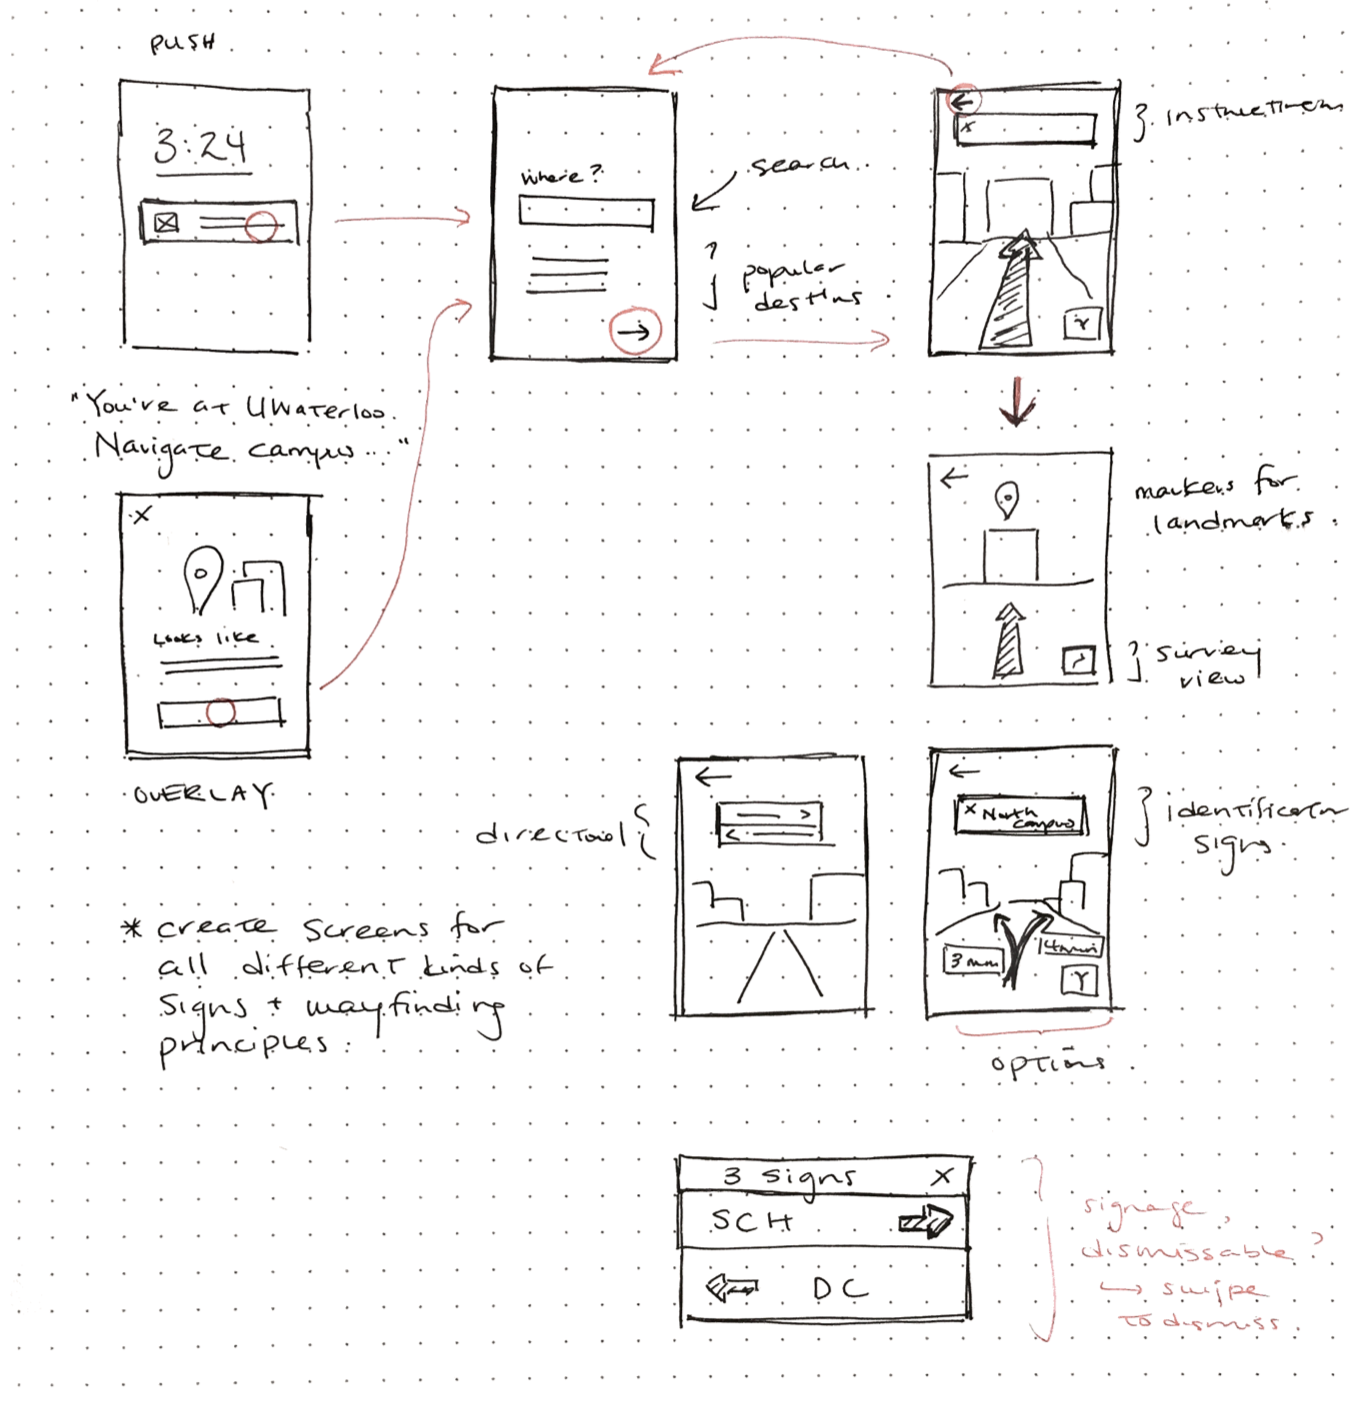 PUSH
3:24
"You're at UWaterloo.
Navigate campus..."
X
Looks like
OVERLAY
* create screens for
all different kinds of
signs + wayfinding
principles.
Where?
search
popular
destins
x
instructions
markers for
landmarks
survey
view
directional
x North
campus
3 min
14 min
identification
signs
options
3 signs X
SCH
DC
signage,
dismissable?
↳ swipe
to dismiss